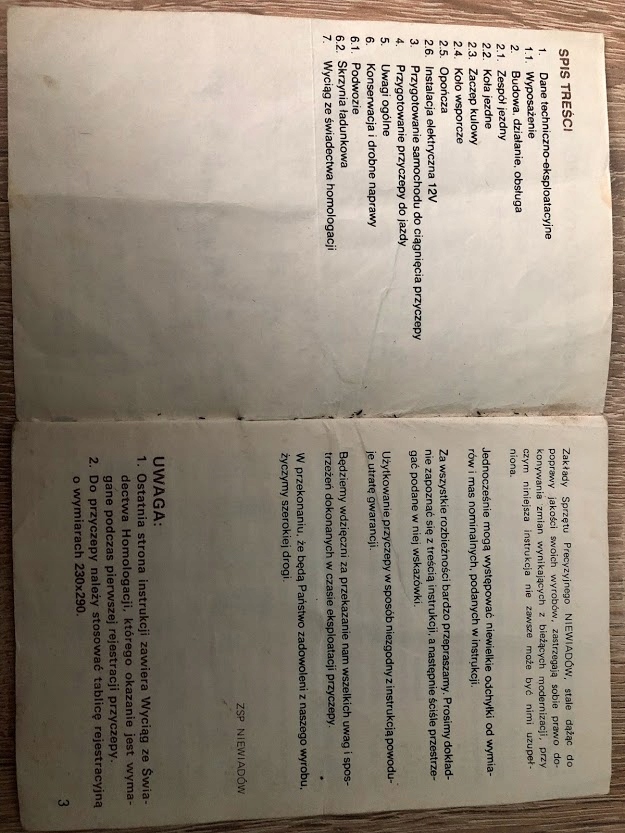 SPIS TREŚCI
1. Dane techniczno-eksploatacyjne
1.1. Wyposażenie
2. Budowa, działanie, obsługa
2.1. Zespół jezdny
2.2. Koła jezdne
2.3. Zaczep kulowy
2.4. Koło wsporcze
2.5. Opończa
2.6. Instalacja elektryczna 12V
3. Przygotowanie samochodu do ciągnięcia przyczepy
4. Przygotowanie przyczepy do jazdy
5. Uwagi ogólne
6. Konserwacja i drobne naprawy
6.1. Podwozie
6.2. Skrzynia ładunkowa
7. Wyciąg ze świadectwa homologacji
Zakłady Sprzętu Precyzyjnego NIEWIADÓW, stale dążąc do
poprawy jakości swoich wyrobów, zastrzegają sobie prawo do-
konywania zmian wynikających z bieżących modernizacji, przy
czym niniejsza instrukcja nie zawsze może być nimi uzupeł-
niona.
Jednocześnie mogą występować niewielkie odchyłki od wymia-
rów i mas nominalnych, podanych w instrukcji.
Za wszystkie rozbieżności bardzo przepraszamy. Prosimy dokład-
nie zapoznać się z treścią instrukcji, a następnie ściśle przestrze-
gać podane w niej wskazówki.
Użytkowanie przyczepy w sposób niezgodny z instrukcją powodu-
je utratę gwarancji.
Będziemy wdzięczni za przekazanie nam wszelkich uwag i spos-
trzeżeń dokonanych w czasie eksploatacji przyczepy.
W przekonaniu, że będą Państwo zadowoleni z naszego wyrobu,
życzymy szerokiej drogi.
ZSP NIEWIADÓW
UWAGA:
1. Ostatnia strona instrukcji zawiera Wyciąg ze Świa-
dectwa Homologacji, którego okazanie jest wyma-
gane podczas pierwszej rejestracji przyczepy.
2. Do przyczepy należy stosować tablicę rejestracyjną
o wymiarach 230x290.
3